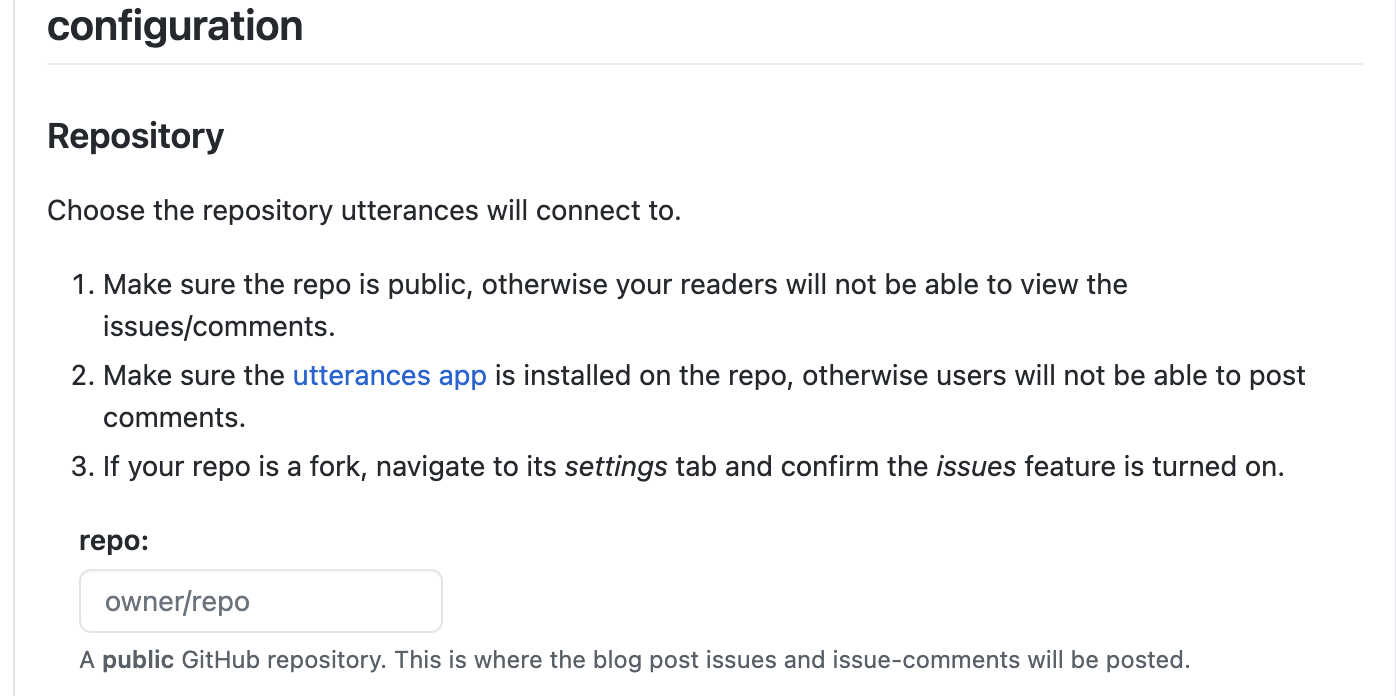 configuration
Repository
Choose the repository utterances will connect to.
1. Make sure the repo is public, otherwise your readers will not be able to view the
issues/comments.
2. Make sure the utterances app is installed on the repo, otherwise users will not be able to post
comments.
3. If your repo is a fork, navigate to its settings tab and confirm the issues feature is turned on.
repo:
owner/repo
A public GitHub repository. This is where the blog post issues and issue-comments will be posted.